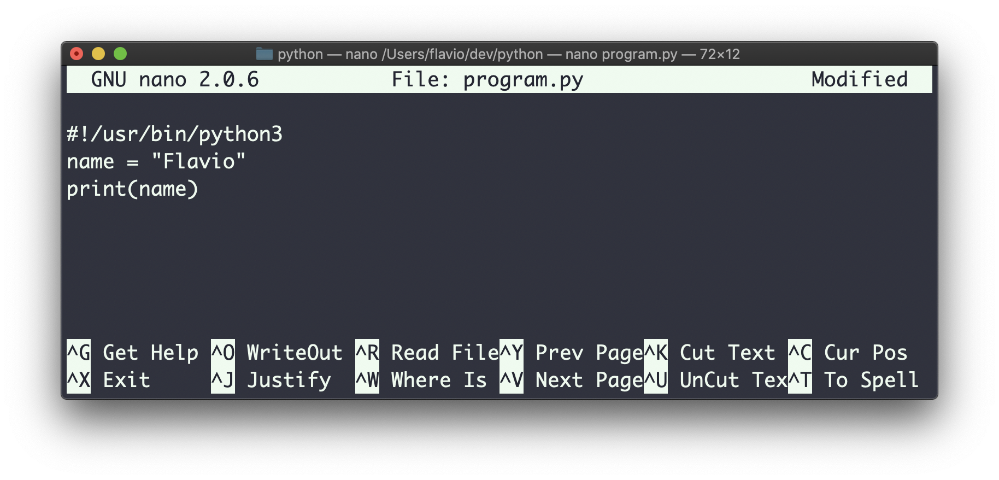 python — nano /Users/flavio/dev/python — nano program.py — 72×12
GNU nano 2.0.6 File: program.py Modified
#!/usr/bin/python3
name = "Flavio"
print(name)
^G Get Help ^O WriteOut ^R Read File^Y Prev Page^K Cut Text ^C Cur Pos
^X Exit ^J Justify ^W Where Is ^V Next Page^U UnCut Tex^T To Spell